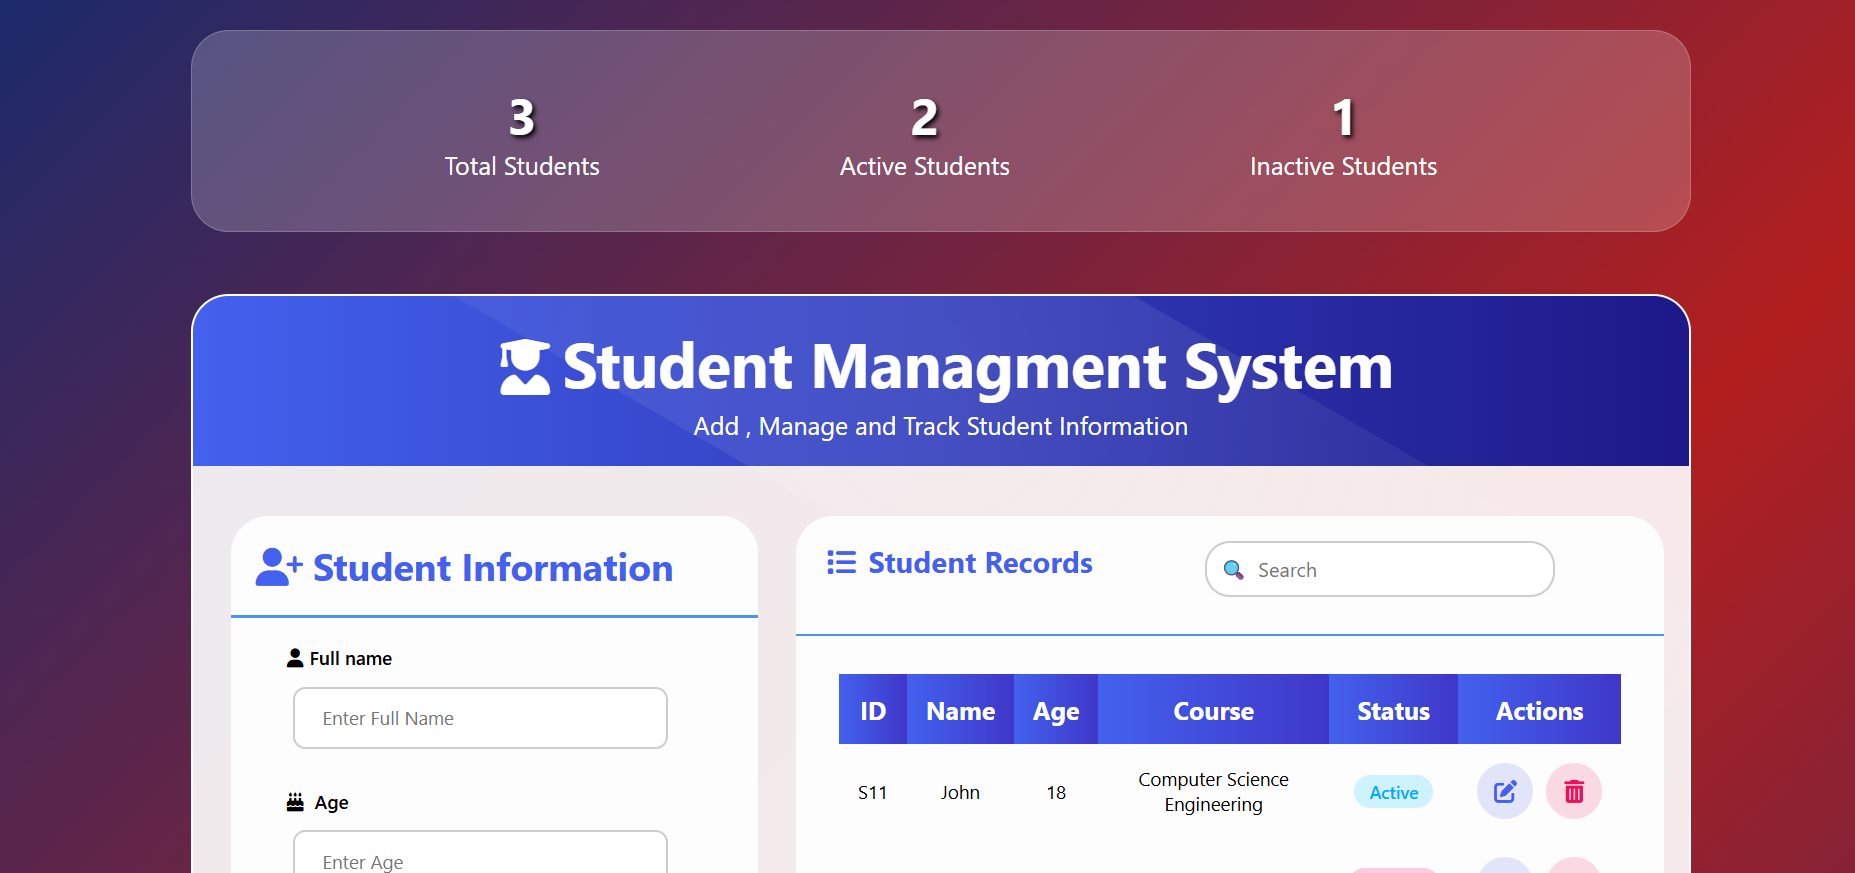 3
Total Students
2
Active Students
1
Inactive Students
Student Managment System
Add , Manage and Track Student Information
Student Information
Full name
Enter Full Name
Age
Enter Age
Student Records
Search
ID Name Age Course Status Actions
S11 John 18 Computer Science Engineering Active